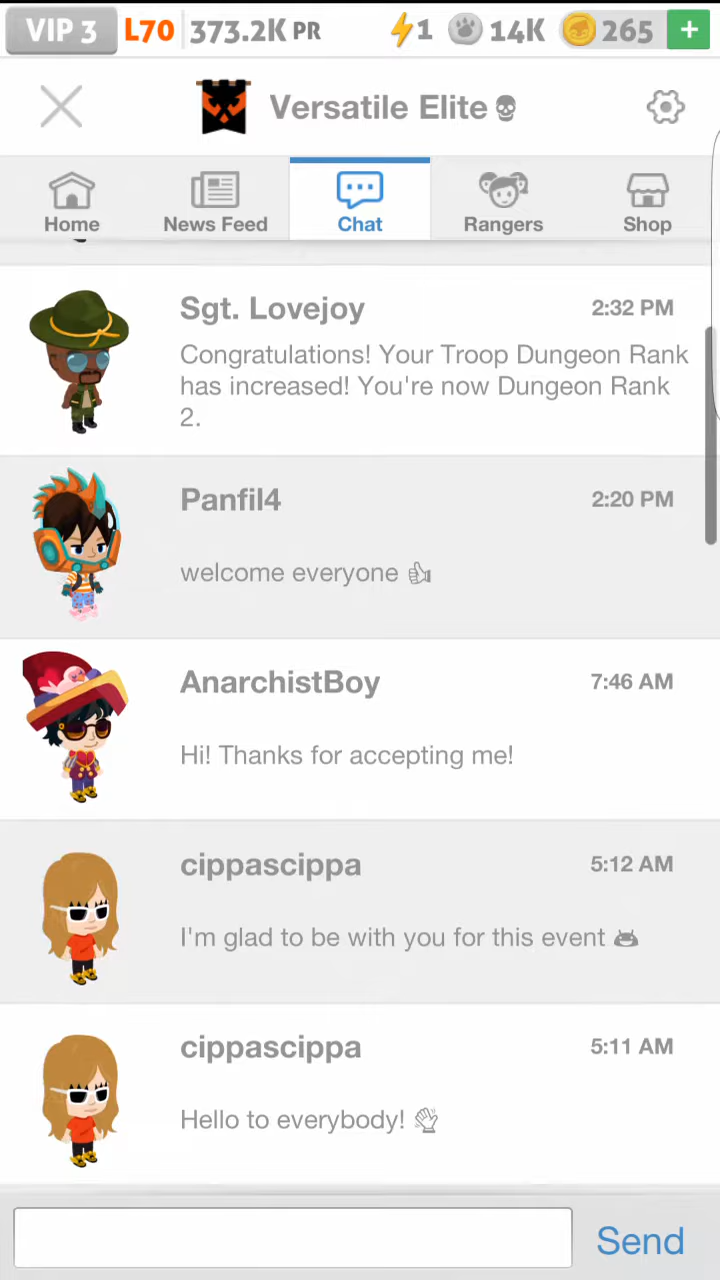 VIP 3 L70 373.2K PR 1 14K 265 +
Versatile Elite💀
Home News Feed Chat Rangers Shop
Sgt. Lovejoy 2:32 PM
Congratulations! Your Troop Dungeon Rank
has increased! You're now Dungeon Rank
2.
Panfil4 2:20 PM
welcome everyone 👍
AnarchistBoy 7:46 AM
Hi! Thanks for accepting me!
cippascippa 5:12 AM
I'm glad to be with you for this event
cippascippa 5:11 AM
Hello to everybody! 👋
Send